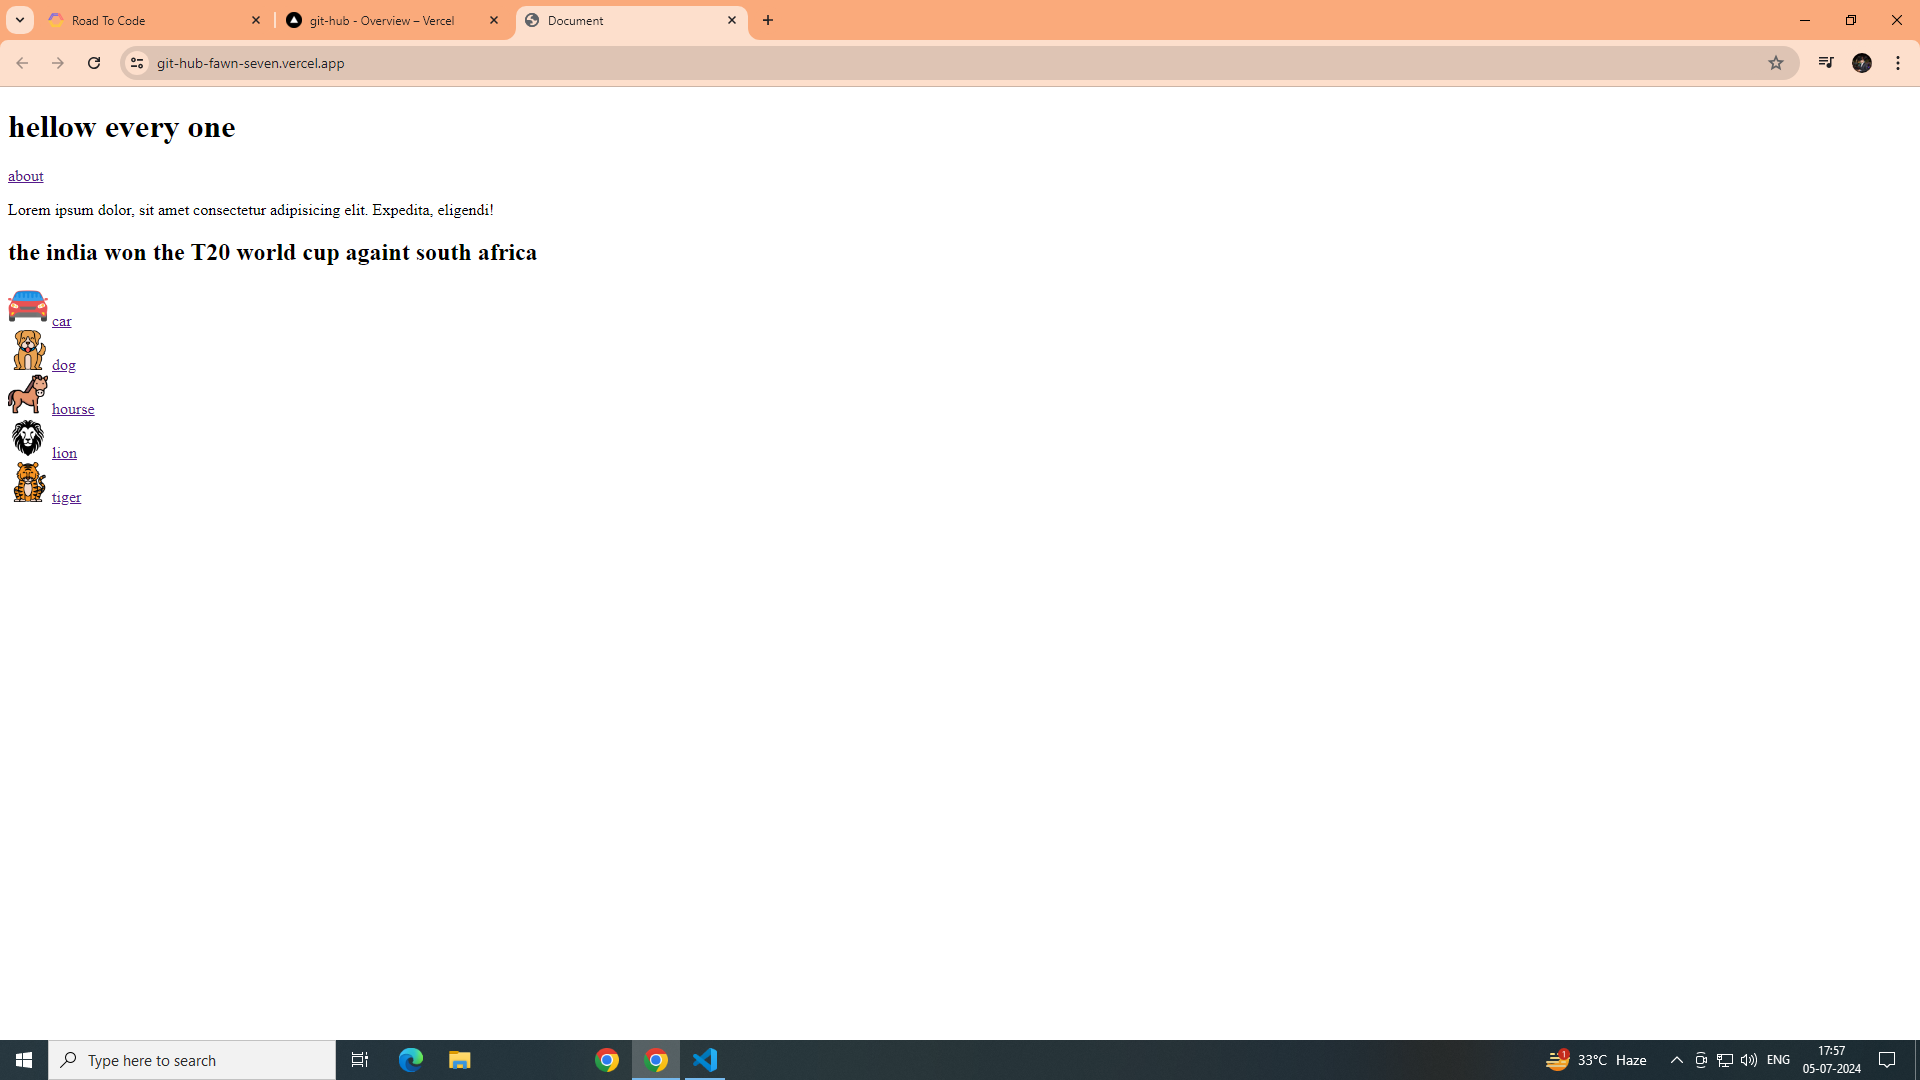 Road To Code
git-hub - Overview – Vercel
Document
git-hub-fawn-seven.vercel.app
hellow every one
about
Lorem ipsum dolor, sit amet consectetur adipisicing elit. Expedita, eligendi!
the india won the T20 world cup againt south africa
car
dog
hourse
lion
tiger
Type here to search
1
33°C Haze
ENG
17:57
05-07-2024